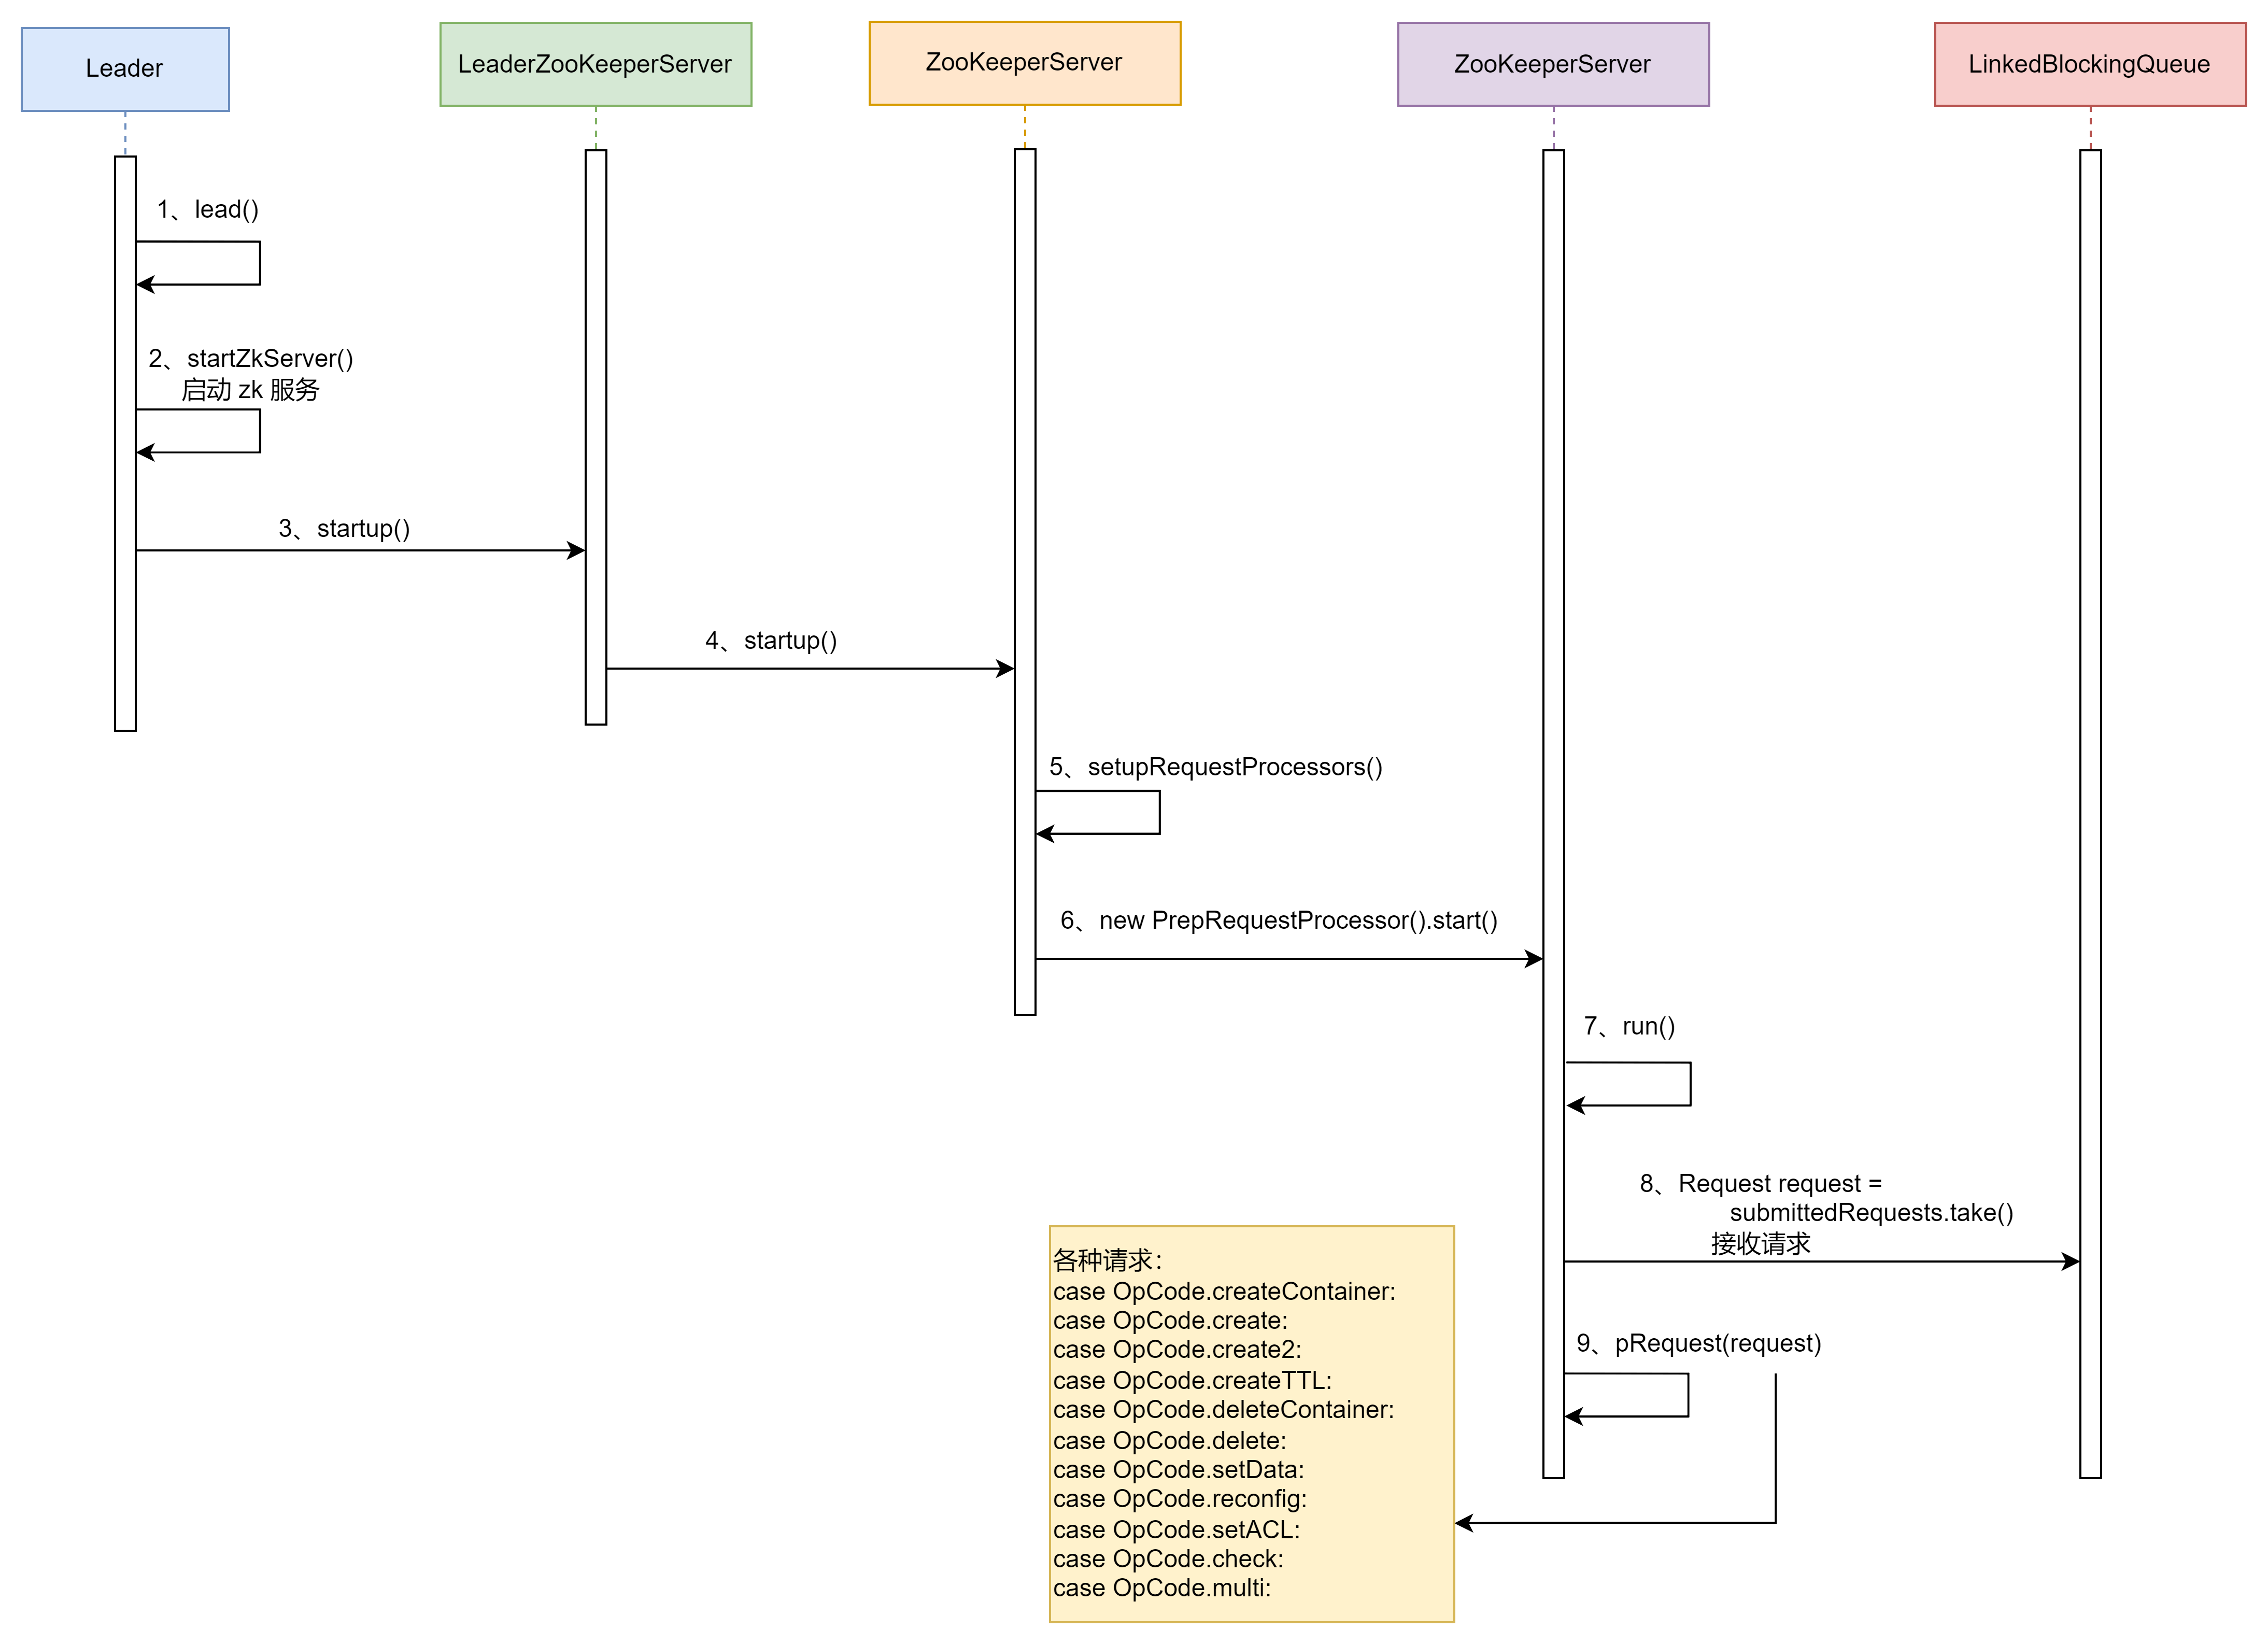 Leader
LeaderZooKeeperServer
ZooKeeperServer
ZooKeeperServer
LinkedBlockingQueue
1、lead()
2、startZkServer()
启动 zk 服务
3、startup()
4、startup()
5、setupRequestProcessors()
6、new PrepRequestProcessor().start()
7、run()
8、Request request =
submittedRequests.take()
接收请求
9、pRequest(request)
各种请求：
case OpCode.createContainer:
case OpCode.create:
case OpCode.create2:
case OpCode.createTTL:
case OpCode.deleteContainer:
case OpCode.delete:
case OpCode.setData:
case OpCode.reconfig:
case OpCode.setACL:
case OpCode.check:
case OpCode.multi: